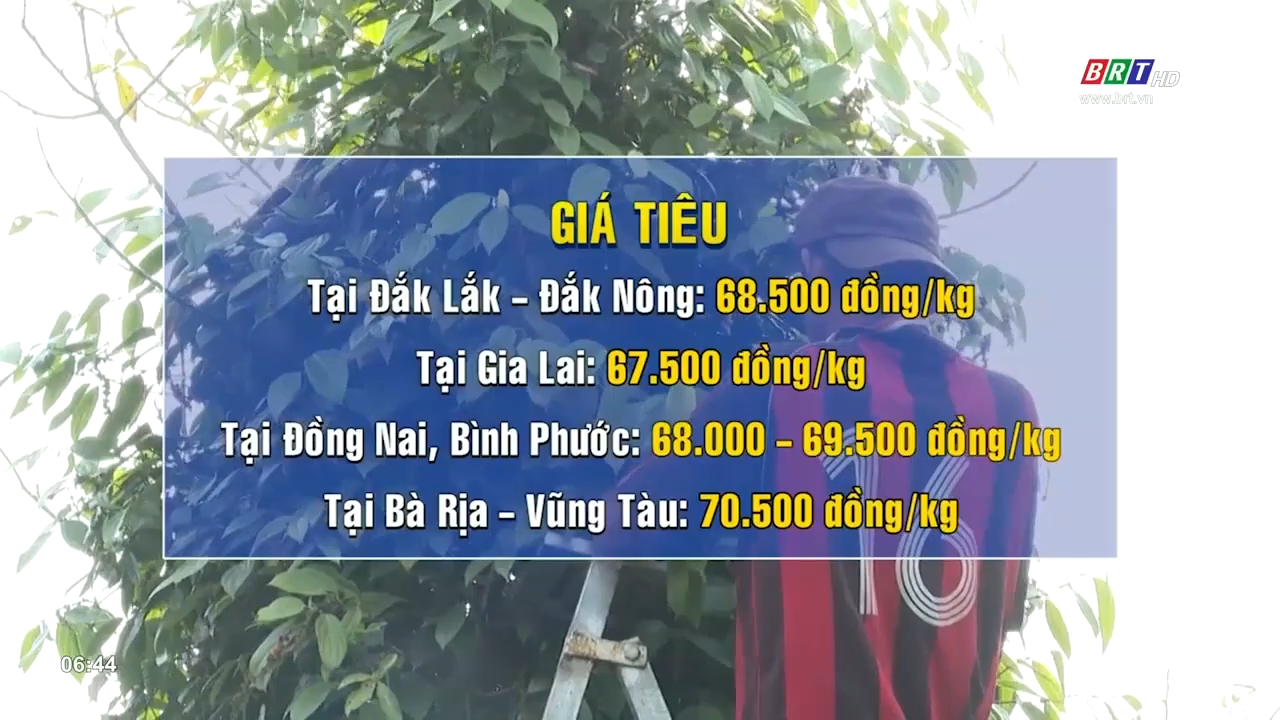 BRT HD
www.brt.vn
GIÁ TIÊU
Tại Đắk Lắk - Đắk Nông: 68.500 đồng/kg
Tại Gia Lai: 67.500 đồng/kg
Tại Đồng Nai, Bình Phước: 68.000 - 69.500 đồng/kg
Tại Bà Rịa - Vũng Tàu: 70.500 đồng/kg
16
06:44